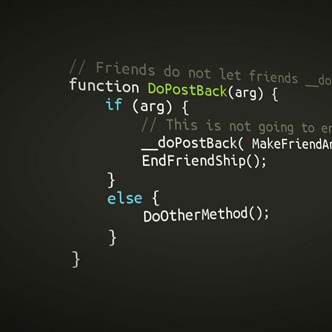 // Friends do not let friends __do
function DoPostBack(arg) {
if (arg) {
// This is not going to en
__doPostBack('MakeFriendAn
EndFriendShip();
}
else {
DoOtherMethod();
}
}